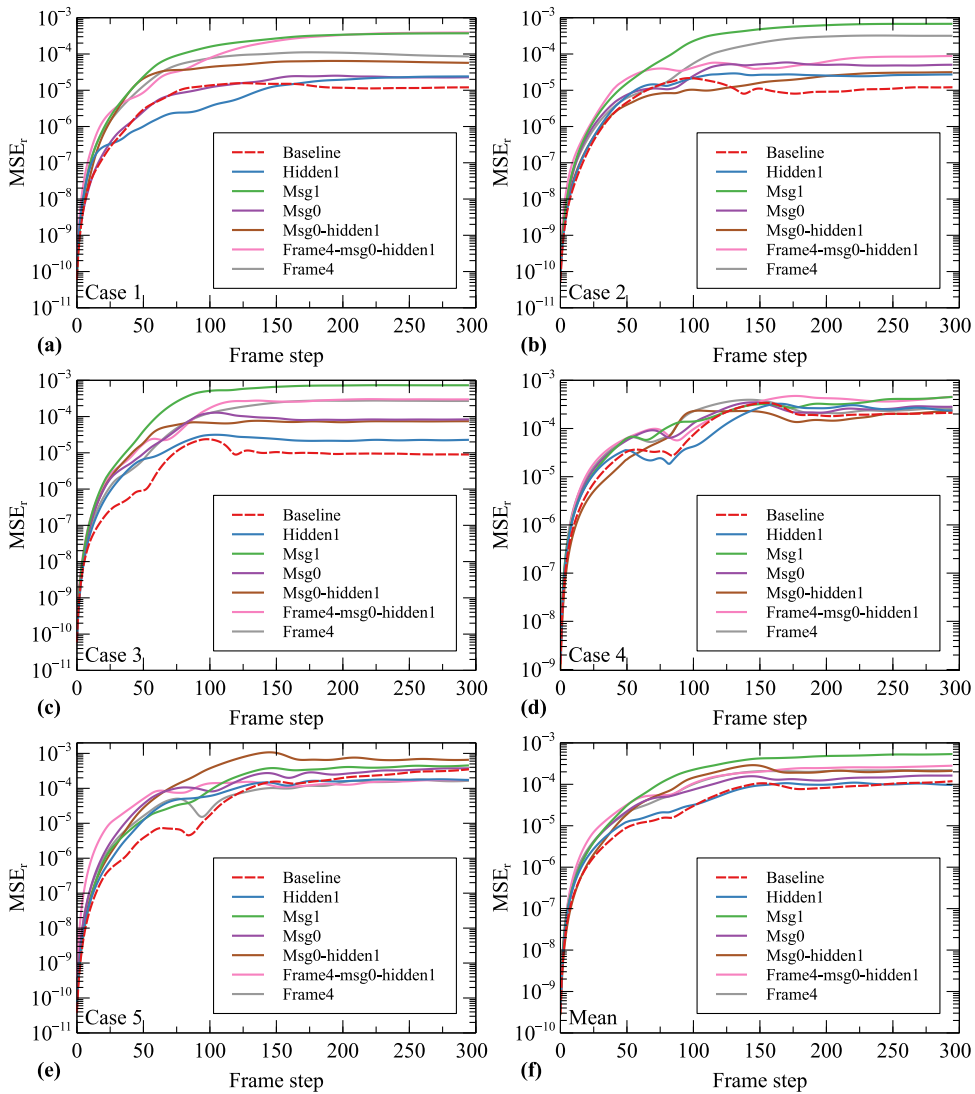 10⁻³
10⁻⁴
10⁻⁵
10⁻⁶
10⁻⁷
10⁻⁸
10⁻⁹
10⁻¹⁰
10⁻¹¹
MSEᵣ
Baseline
Hidden1
Msg1
Msg0
Msg0-hidden1
Frame4-msg0-hidden1
Frame4
Case 1
0 50 100 150 200 250 300
(a)
Frame step
10⁻³
10⁻⁴
10⁻⁵
10⁻⁶
10⁻⁷
10⁻⁸
10⁻⁹
10⁻¹⁰
10⁻¹¹
MSEᵣ
Baseline
Hidden1
Msg1
Msg0
Msg0-hidden1
Frame4-msg0-hidden1
Frame4
Case 2
0 50 100 150 200 250 300
(b)
Frame step
10⁻³
10⁻⁴
10⁻⁵
10⁻⁶
10⁻⁷
10⁻⁸
10⁻⁹
10⁻¹⁰
10⁻¹¹
MSEᵣ
Baseline
Hidden1
Msg1
Msg0
Msg0-hidden1
Frame4-msg0-hidden1
Frame4
Case 3
0 50 100 150 200 250 300
(c)
Frame step
10⁻³
10⁻⁴
10⁻⁵
10⁻⁶
10⁻⁷
10⁻⁸
10⁻⁹
MSEᵣ
Baseline
Hidden1
Msg1
Msg0
Msg0-hidden1
Frame4-msg0-hidden1
Frame4
Case 4
0 50 100 150 200 250 300
(d)
Frame step
10⁻³
10⁻⁴
10⁻⁵
10⁻⁶
10⁻⁷
10⁻⁸
10⁻⁹
10⁻¹⁰
10⁻¹¹
MSEᵣ
Baseline
Hidden1
Msg1
Msg0
Msg0-hidden1
Frame4-msg0-hidden1
Frame4
Case 5
0 50 100 150 200 250 300
(e)
Frame step
10⁻³
10⁻⁴
10⁻⁵
10⁻⁶
10⁻⁷
10⁻⁸
10⁻⁹
10⁻¹⁰
MSEᵣ
Baseline
Hidden1
Msg1
Msg0
Msg0-hidden1
Frame4-msg0-hidden1
Frame4
Mean
0 50 100 150 200 250 300
(f)
Frame step